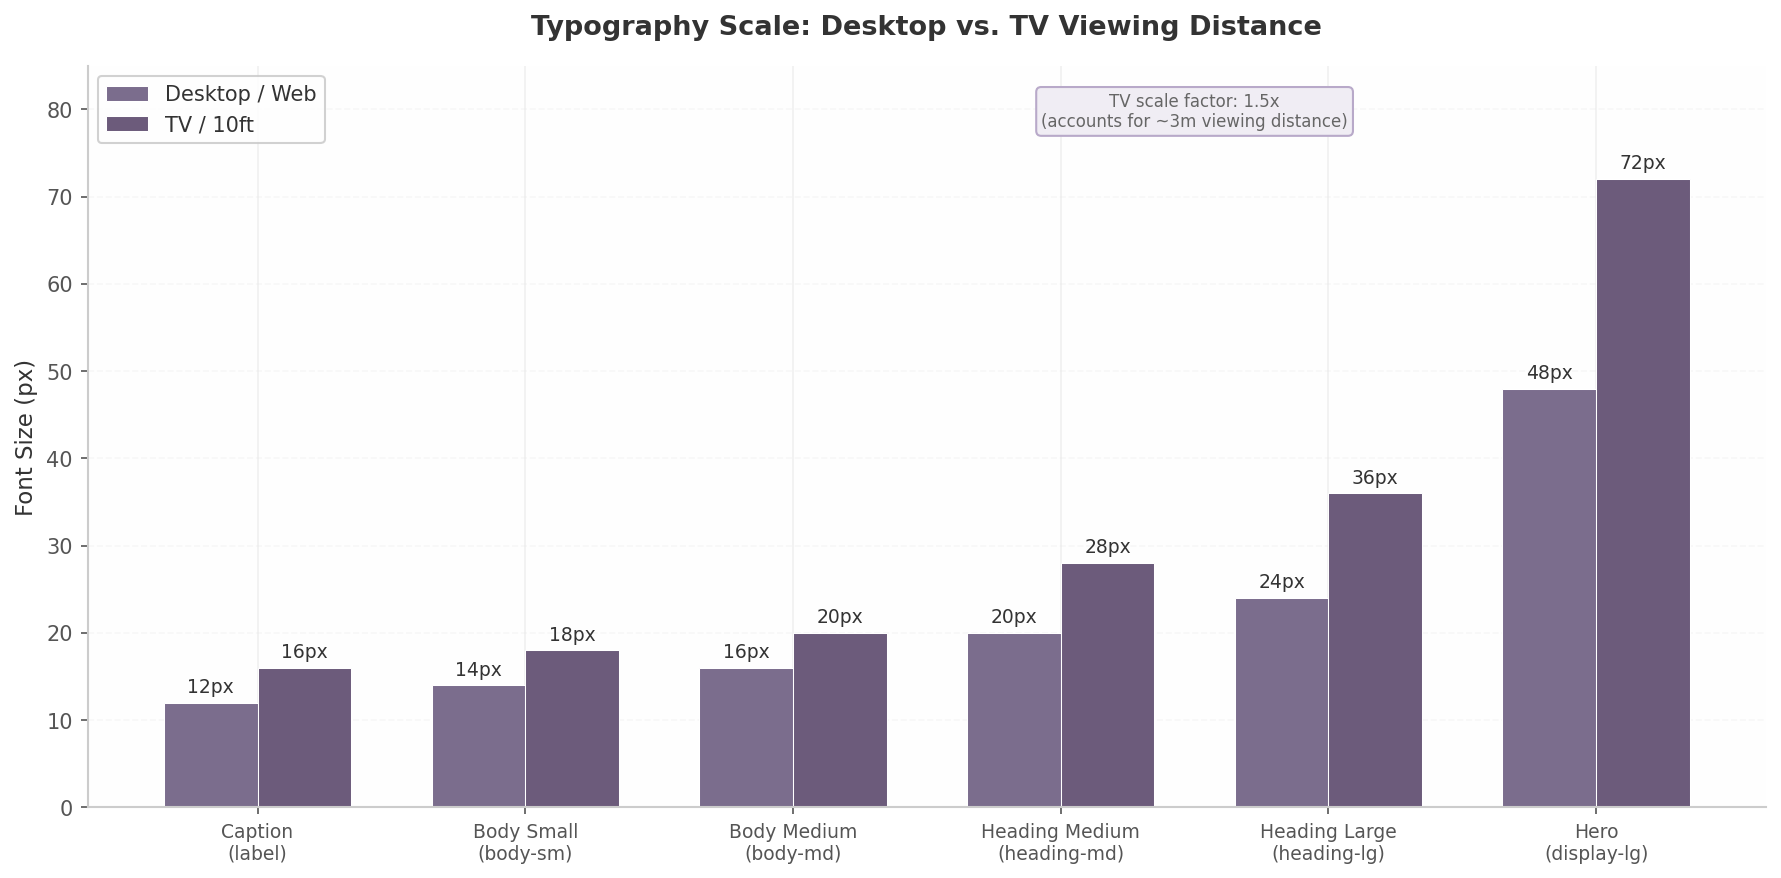 Typography Scale: Desktop vs. TV Viewing Distance
Desktop / Web
TV / 10ft
TV scale factor: 1.5x
(accounts for ~3m viewing distance)
Font Size (px)
80
70
60
50
40
30
20
10
0
12px
16px
14px
18px
16px
20px
20px
28px
24px
36px
48px
72px
Caption
(label)
Body Small
(body-sm)
Body Medium
(body-md)
Heading Medium
(heading-md)
Heading Large
(heading-lg)
Hero
(display-lg)